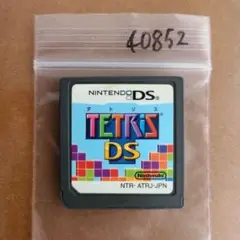 40852
NINTENDO DS
テトリス
TETRIS
DS
Nintendo
NTR-ATRJ-JPN